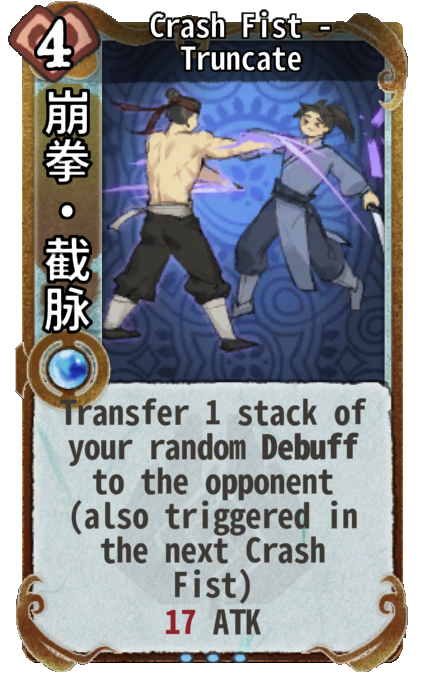 4
Crash Fist -
Truncate
崩拳・截脉
Transfer 1 stack of
your random Debuff
to the opponent
(also triggered in
the next Crash
Fist)
17 ATK